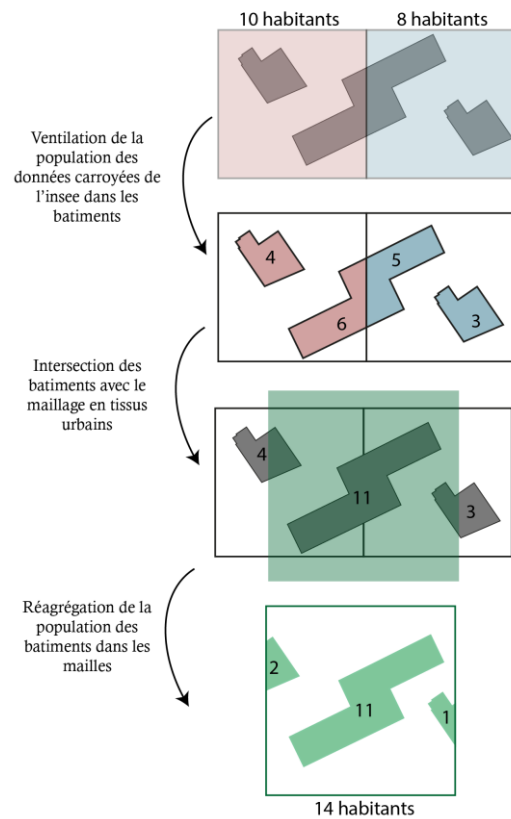 10 habitants
8 habitants
Ventilation de la
population des
données carroyées de
l'insee dans les
batiments
4
5
6
3
Intersection des
batiments avec le
maillage en tissus
urbains
4
11
3
Réagrégation de la
population des
batiments dans les
mailles
2
11
1
14 habitants